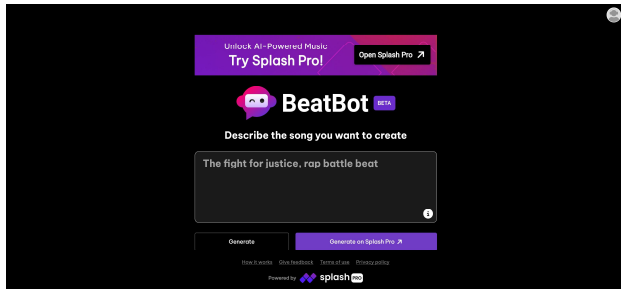 Unlock AI-Powered Music
Try Splash Pro!
Open Splash Pro
BeatBot BETA
Describe the song you want to create
The fight for justice, rap battle beat
i
Generate
Generate on Splash Pro
How it works Give feedback Terms of use Privacy policy
Powered by splash PRO